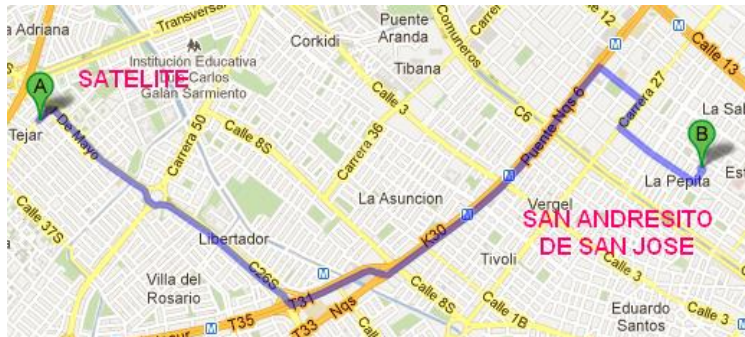 a Adriana
Transversal
Corkidi
Puente
Aranda
Comuneros
Calle 12
Institución Educativa
Carlos
Galán Sarmiento
SATELITE
Tibana
Calle 13
A
Tejar
De Mayo
Carrera 50
Calle 8S
Carrera 36
Calle 3
C6
Puente Nqs 6
Carrera 27
La Sal
B
Est
La Pepita
La Asuncion
Vergel
SAN ANDRESITO
DE SAN JOSE
Calle 37S
Libertador
C26S
K30
M
M
M
M
Tivoli
Calle 3
Villa del
Rosario
T31
T35
T33
Nqs
Calle 8S
Calle 1B
Eduardo
Santos
Calle 3
M